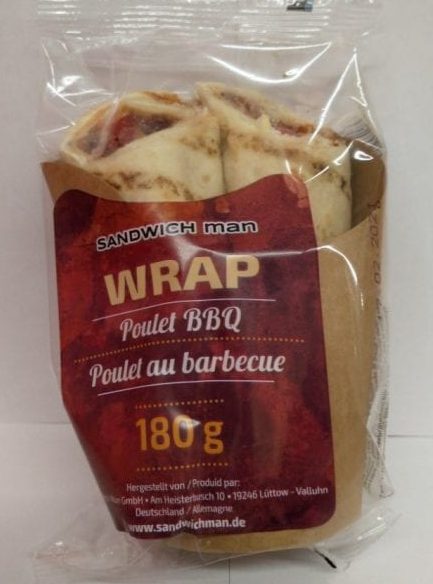 SANDWICH man
WRAP
Poulet BBQ
Poulet au barbecue
180 g
Hergestellt von / Produid par:
GmbH • Am Heisterbusch 10 • 19246 Lüttow - Valluhn
Deutschland / Allemagne
www.sandwichman.de